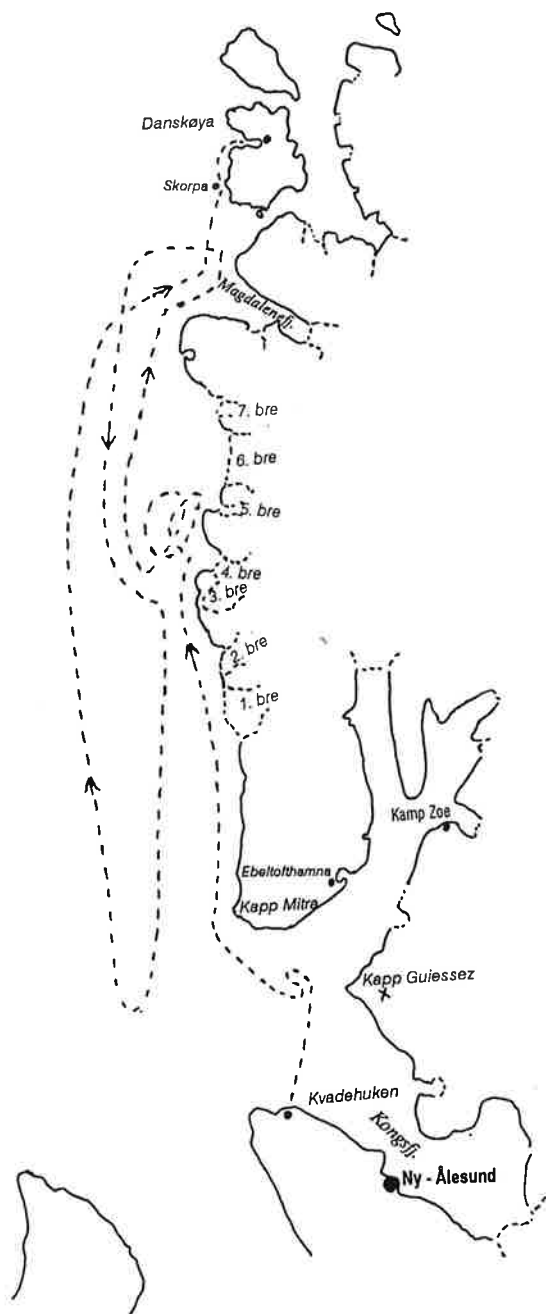 Danskøya
Skorpa
Magdalenefj.
7. bre
6. bre
5. bre
4. bre
3. bre
2. bre
1. bre
Kamp Zoe
Ebeltofthamna
Kapp Mitra
Kapp Guiessez
Kvadehuken
Kongsfj.
Ny - Ålesund